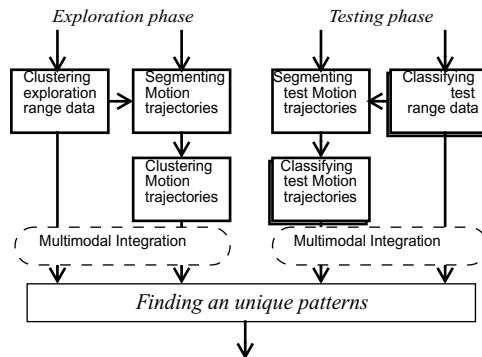 Exploration phase
Testing phase
Clustering
exploration
range data
Segmenting
Motion
trajectories
Segmenting
test Motion
trajectories
Classifying
test
range data
Clustering
Motion
trajectories
Classifying
test Motion
trajectories
Multimodal Integration
Multimodal Integration
Finding an unique patterns